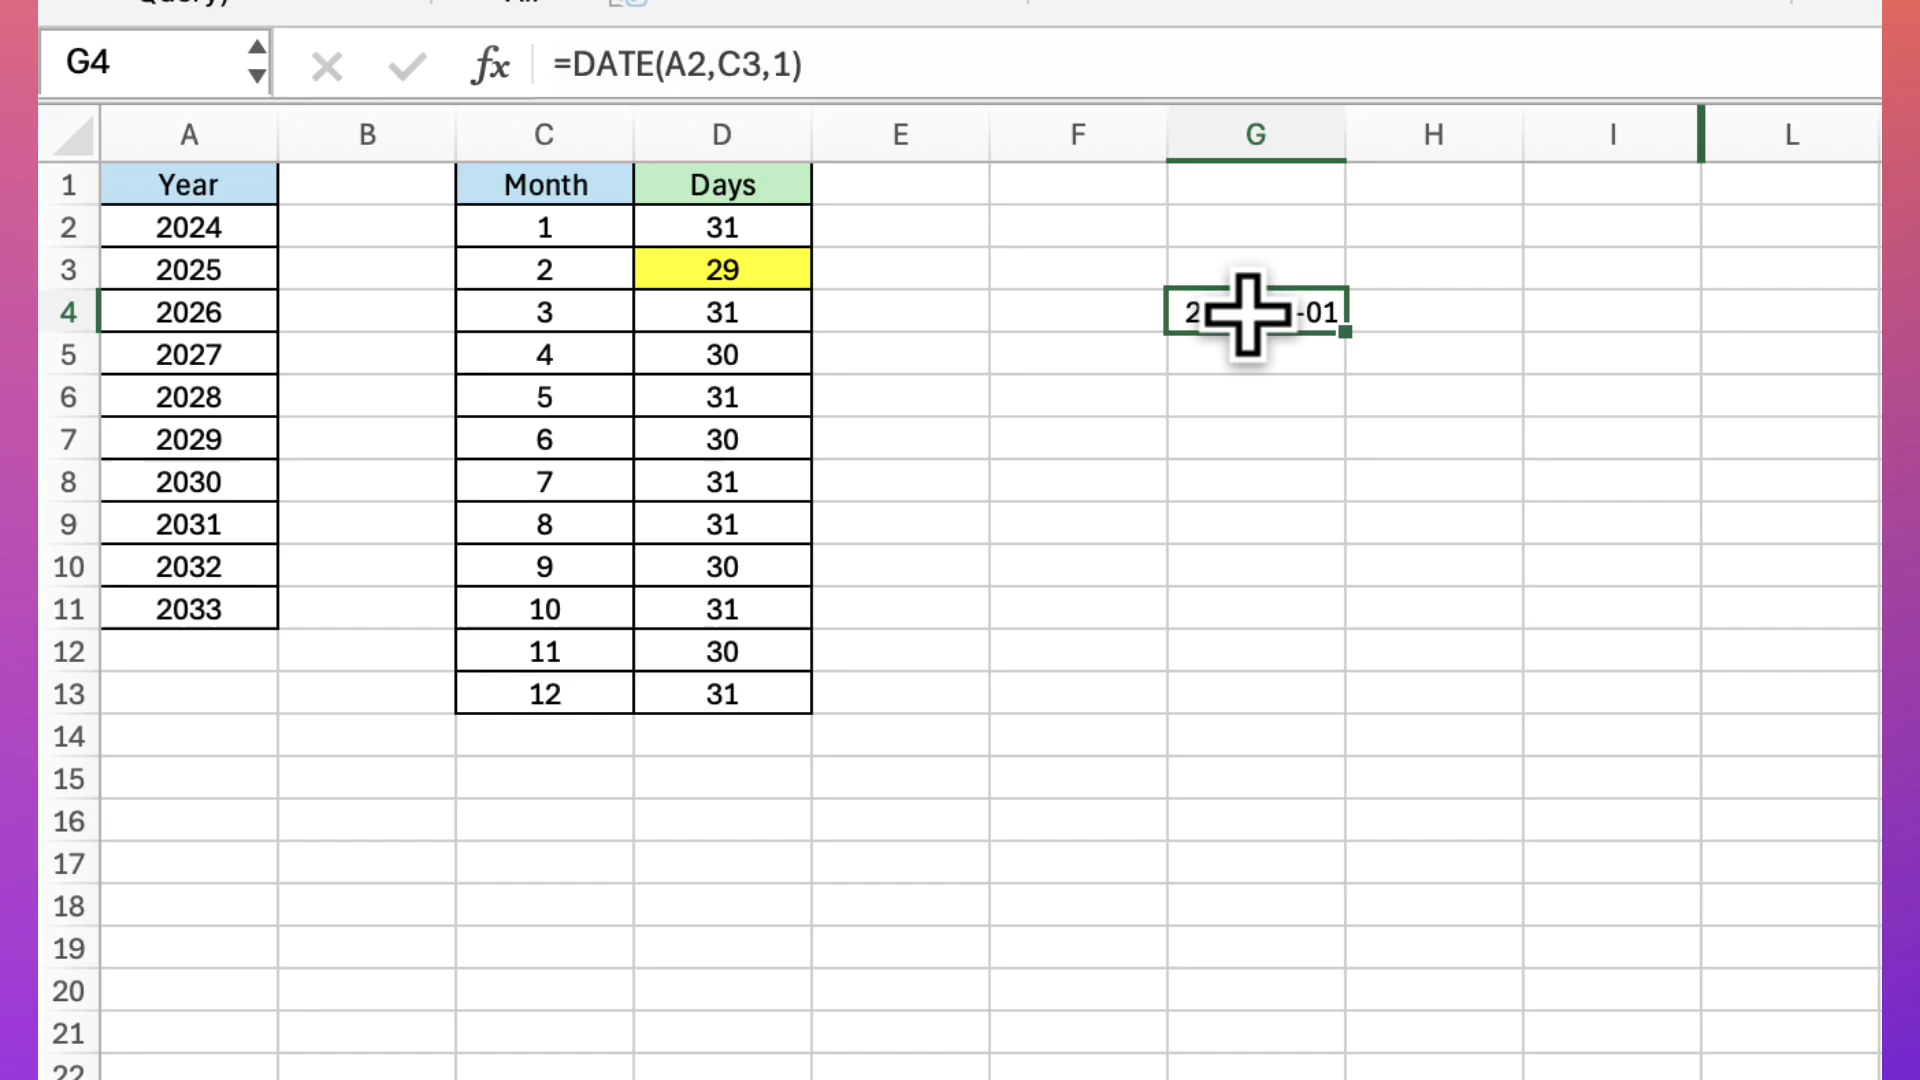 G4 fx =DATE(A2,C3,1)
A B C D E F G H I L
1 Year Month Days
2 2024 1 31
3 2025 2 29
4 2026 3 31 -01
5 2027 4 30
6 2028 5 31
7 2029 6 30
8 2030 7 31
9 2031 8 31
10 2032 9 30
11 2033 10 31
12 11 30
13 12 31
14
15
16
17
18
19
20
21
22